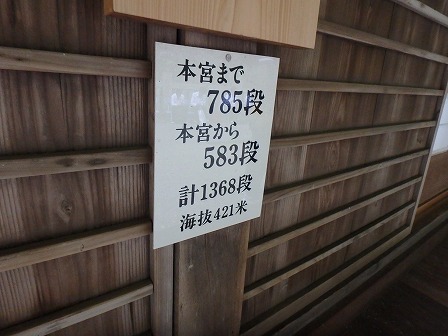 本宮まで
785段
本宮から
583段
計1368段
海抜421米